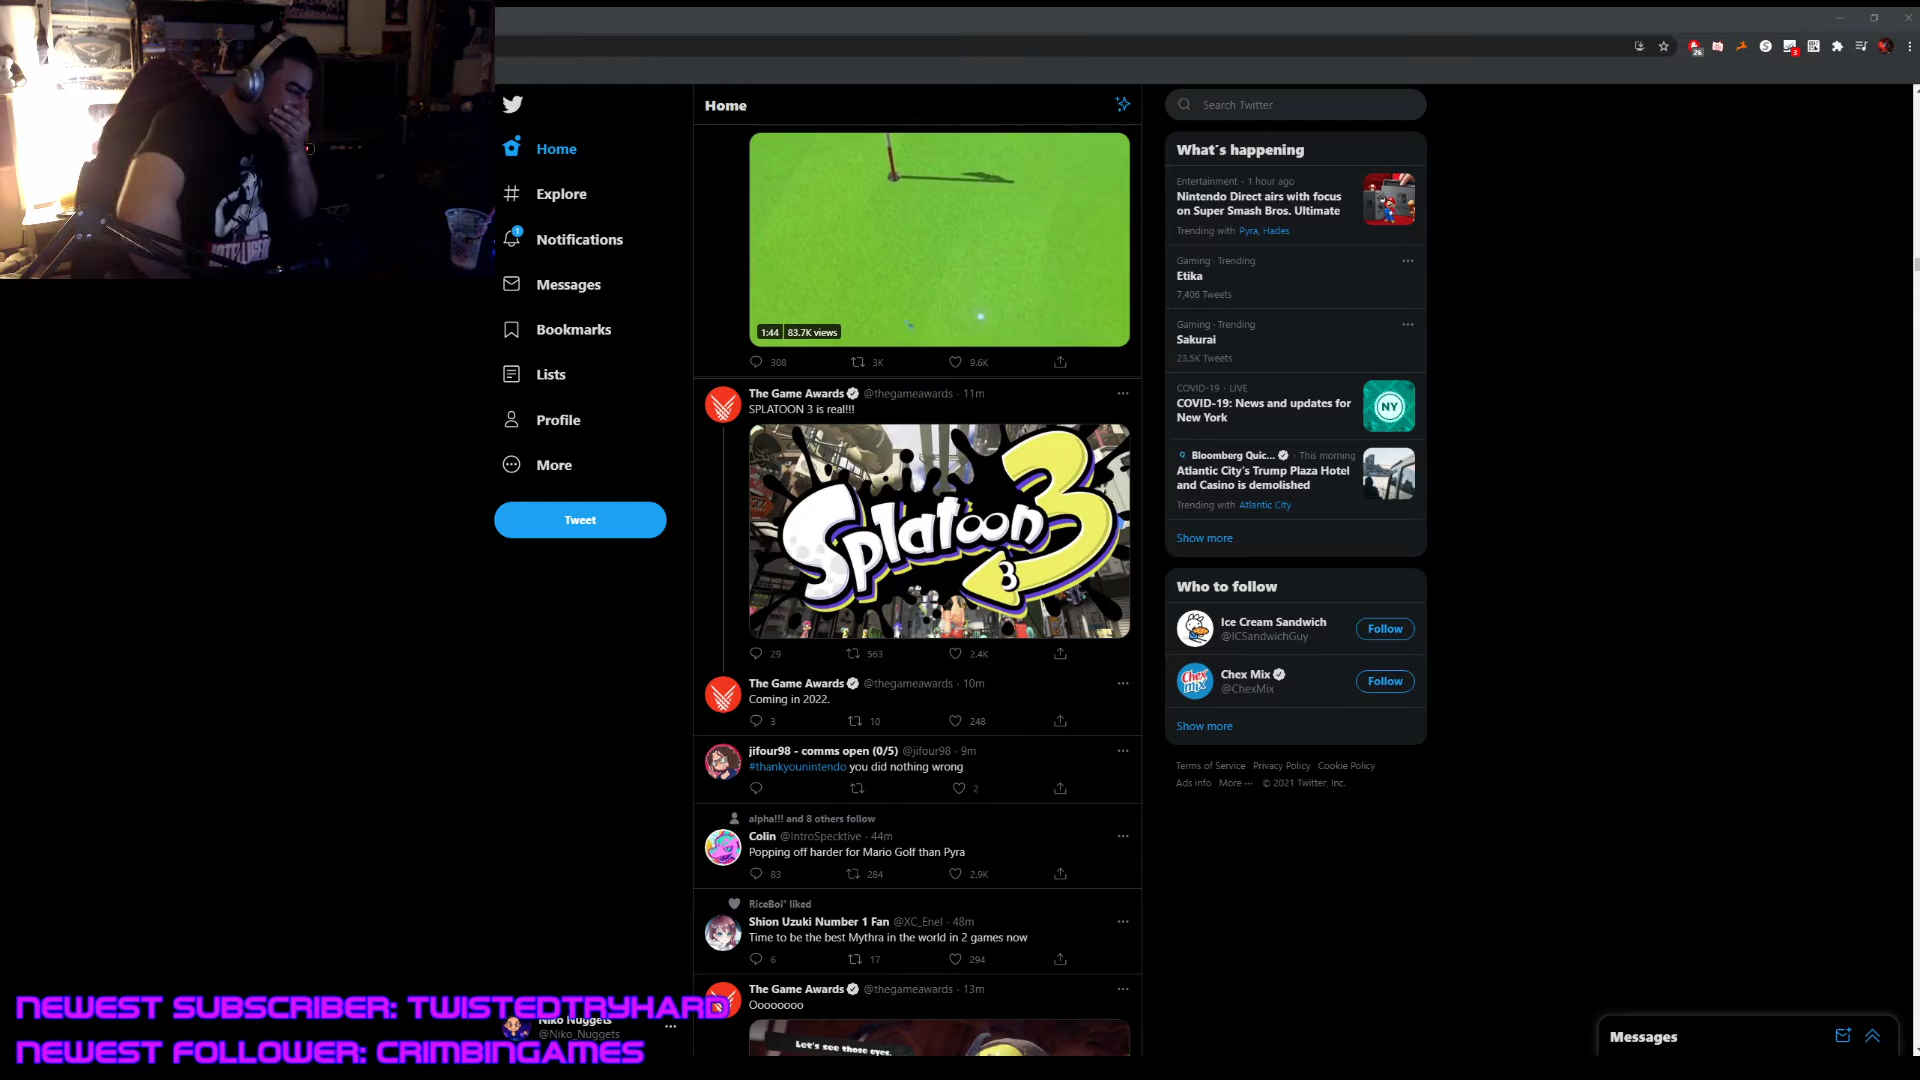 26
3
Home
Explore
1
Notifications
Messages
Bookmarks
Lists
Profile
More
Tweet
Home
1:44 83.7K views
308 3K 9.6K
The Game Awards @thegameawards · 11m
SPLATOON 3 is real!!!
Splatoon 3
29 563 2.4K
The Game Awards @thegameawards · 10m
Coming in 2022.
3 10 248
jifour98 - comms open (0/5) @jifour98 · 9m
#thankyounintendo you did nothing wrong
2
alpha!!! and 8 others follow
Colin @IntroSpecktive · 44m
Popping off harder for Mario Golf than Pyra
83 284 2.9K
RiceBoi° liked
Shion Uzuki Number 1 Fan @XC_Enel · 48m
Time to be the best Mythra in the world in 2 games now
6 17 294
The Game Awards @thegameawards · 13m
Oooooooo
Let's see those eyes.
Search Twitter
What's happening
Entertainment · 1 hour ago
Nintendo Direct airs with focus
on Super Smash Bros. Ultimate
Trending with Pyra, Hades
Gaming · Trending
Etika
7,406 Tweets
Gaming · Trending
Sakurai
23.5K Tweets
COVID-19 · LIVE
COVID-19: News and updates for
New York
NY
Bloomberg Quic... · This morning
Atlantic City's Trump Plaza Hotel
and Casino is demolished
Trending with Atlantic City
Show more
Who to follow
Ice Cream Sandwich
@ICSandwichGuy
Follow
Chex Mix
@ChexMix
Follow
Show more
Terms of Service Privacy Policy Cookie Policy
Ads info More ··· © 2021 Twitter, Inc.
NEWEST SUBSCRIBER: TWISTEDTRYHARD
Niko Nuggets
@Niko_Nuggets
NEWEST FOLLOWER: CRIMBINGAMES
Messages